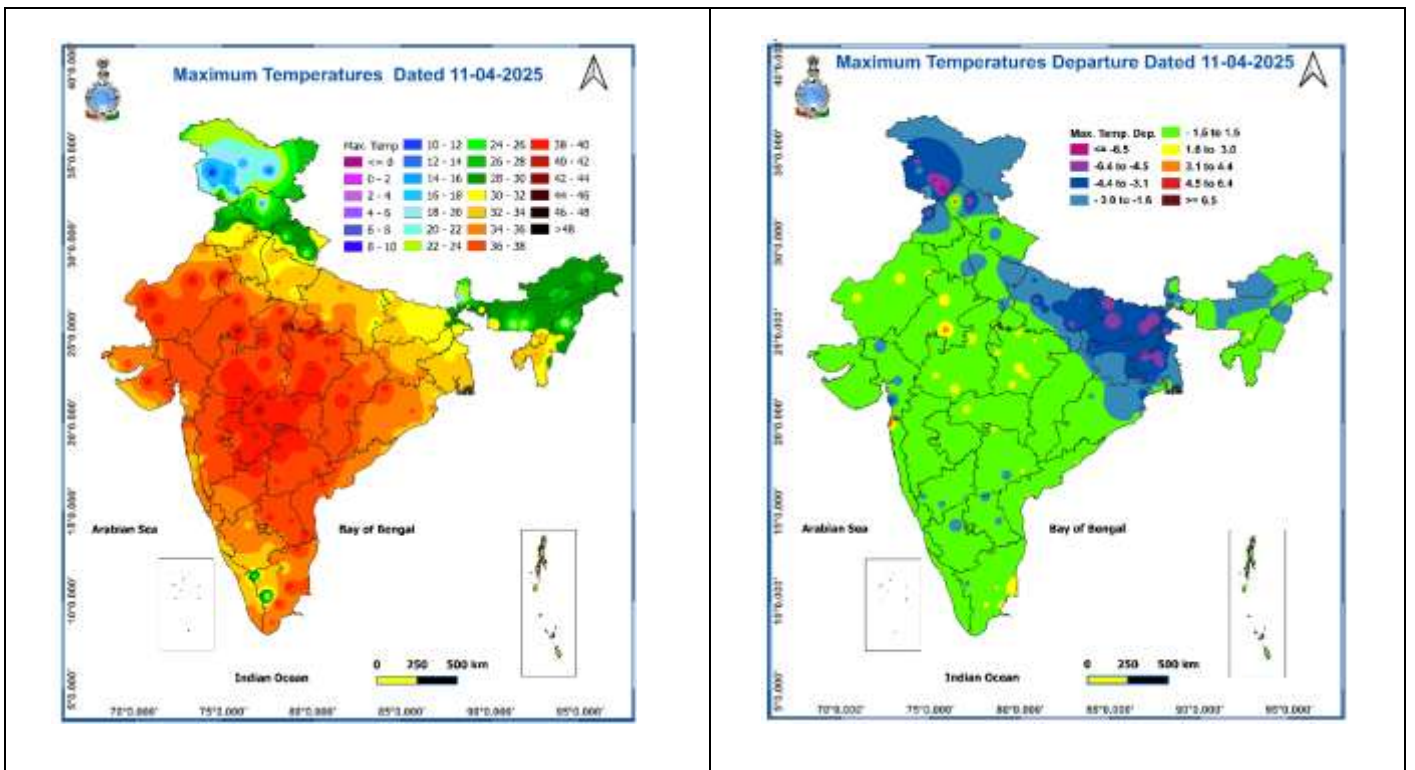 Maximum Temperatures Dated 11-04-2025
Max. Temp
<= 0
0 - 2
2 - 4
4 - 6
6 - 8
8 - 10
10 - 12
12 - 14
14 - 16
16 - 18
18 - 20
20 - 22
22 - 24
24 - 26
26 - 28
28 - 30
30 - 32
32 - 34
34 - 36
36 - 38
38 - 40
40 - 42
42 - 44
44 - 46
46 - 48
>48
Arabian Sea
Bay of Bengal
0 250 500 km
Indian Ocean
70°0.000' 75°0.000' 80°0.000' 85°0.000' 90°0.000' 95°0.000'
Maximum Temperatures Departure Dated 11-04-2025
Max. Temp. Dep.
<= -6.5
-6.4 to -4.5
-4.4 to -3.1
- 3.0 to -1.6
- 1.5 to 1.5
1.6 to 3.0
3.1 to 4.4
4.5 to 6.4
>= 6.5
Arabian Sea
Bay of Bengal
0 250 500 km
Indian Ocean
70°0.000' 75°0.000' 80°0.000' 85°0.000' 90°0.000' 95°0.000'